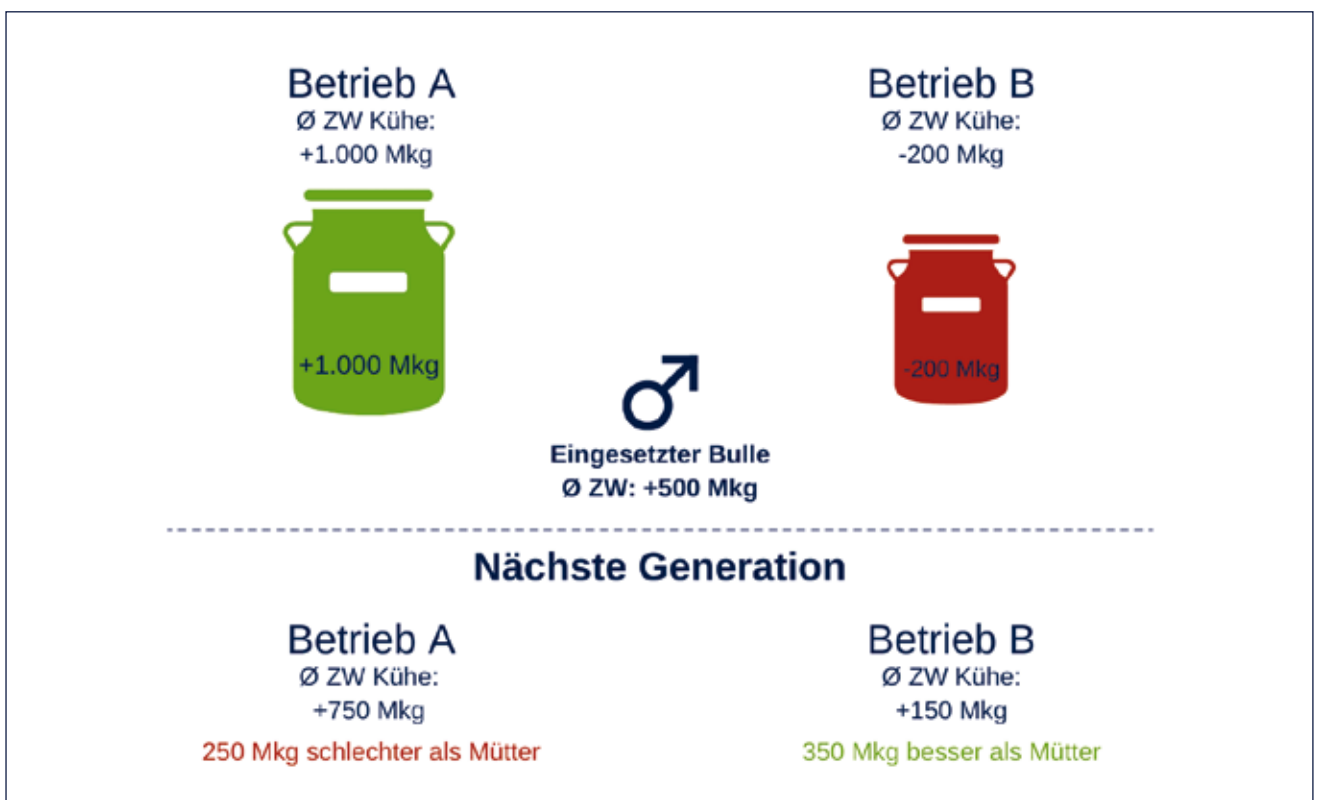 Betrieb A
Ø ZW Kühe:
+1.000 Mkg
Betrieb B
Ø ZW Kühe:
-200 Mkg
+1.000 Mkg
-200 Mkg
Eingesetzter Bulle
Ø ZW: +500 Mkg
Nächste Generation
Betrieb A
Ø ZW Kühe:
+750 Mkg
250 Mkg schlechter als Mütter
Betrieb B
Ø ZW Kühe:
+150 Mkg
350 Mkg besser als Mütter